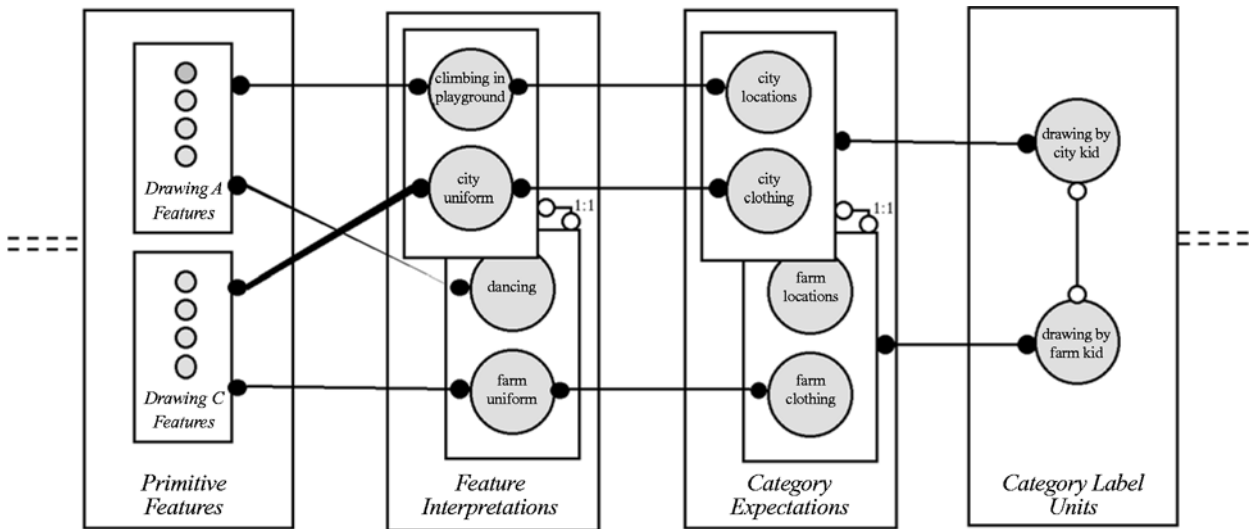 Drawing A
Features
Drawing C
Features
Primitive
Features
climbing in
playground
city
uniform
1:1
dancing
farm
uniform
Feature
Interpretations
city
locations
city
clothing
1:1
farm
locations
farm
clothing
Category
Expectations
drawing by
city kid
drawing by
farm kid
Category Label
Units